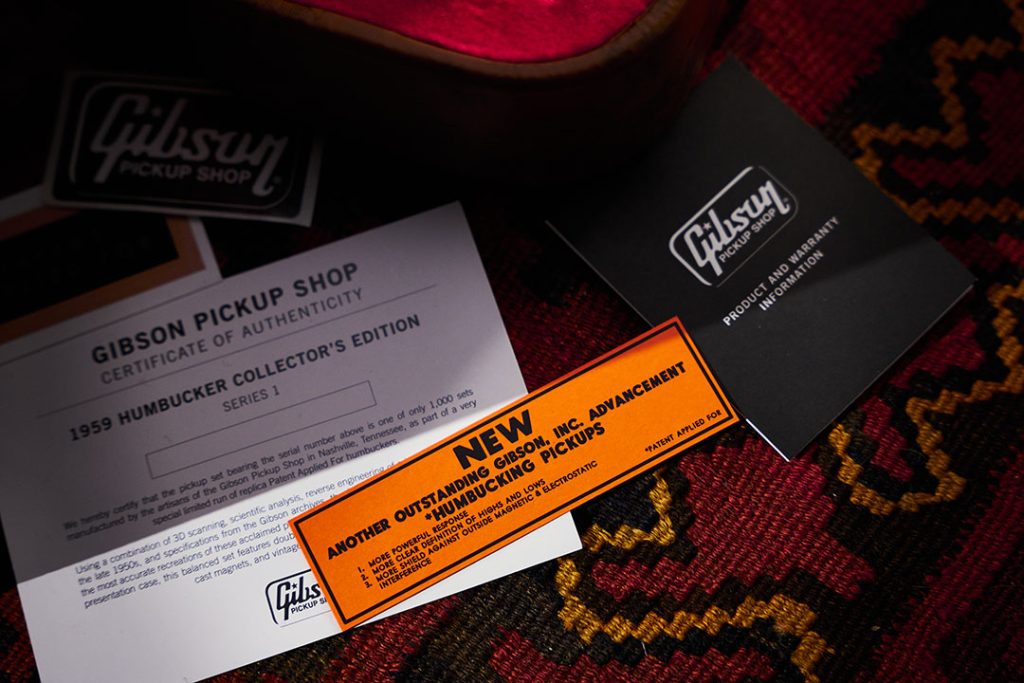 Gibson
PICKUP SHOP
Gibson
PICKUP SHOP
PRODUCT AND WARRANTY
INFORMATION
GIBSON PICKUP SHOP
CERTIFICATE OF AUTHENTICITY
1959 HUMBUCKER COLLECTOR'S EDITION
SERIES 1
We hereby certify that the pickup set bearing the serial number above is one of only 1,000 sets
manufactured by the artisans of the Gibson Pickup Shop in Nashville, Tennessee, as part of a very
special limited run of replica Patent Applied For humbuckers.
Using a combination of 3D scanning, scientific analysis, reverse engineering of
the late 1950s, and specifications from the Gibson archives,
the most accurate recreations of these acclaimed
presentation case, this balanced set features
cast magnets, and
Gibson
PICKUP
NEW
ANOTHER OUTSTANDING GIBSON, INC. ADVANCEMENT
*HUMBUCKING PICKUPS
*PATENT APPLIED FOR
1. MORE POWERFUL RESPONSE
2. MORE CLEAR DEFINITION OF HIGHS AND LOWS
3. MORE SHIELD AGAINST OUTSIDE MAGNETIC & ELECTROSTATIC
INTERFERENCE